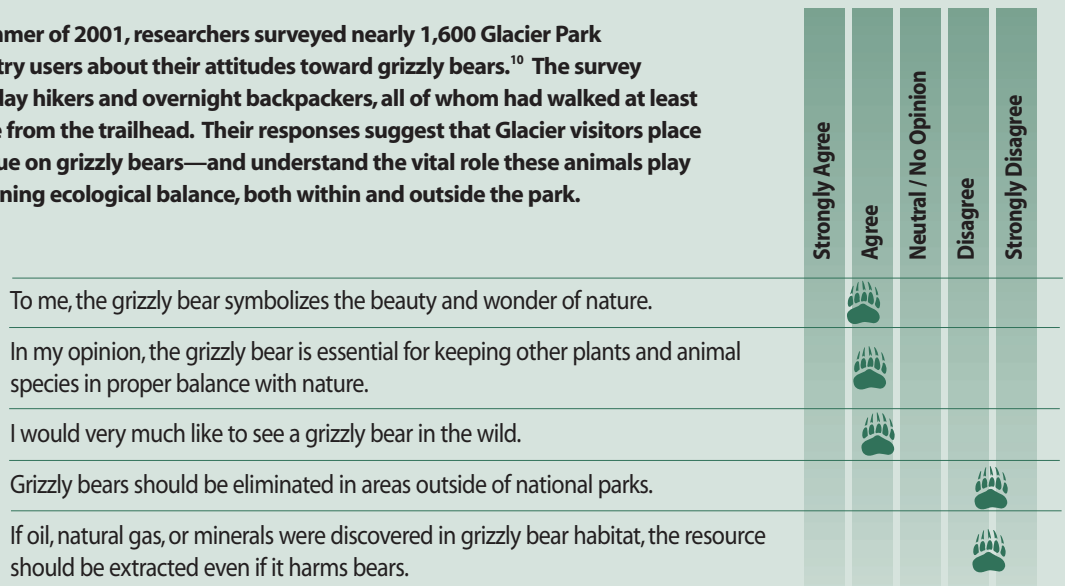 mmer of 2001, researchers surveyed nearly 1,600 Glacier Park
try users about their attitudes toward grizzly bears.10 The survey
day hikers and overnight backpackers, all of whom had walked at least
e from the trailhead. Their responses suggest that Glacier visitors place
ue on grizzly bears—and understand the vital role these animals play
ning ecological balance, both within and outside the park.
Strongly Agree
Agree
Neutral / No Opinion
Disagree
Strongly Disagree
To me, the grizzly bear symbolizes the beauty and wonder of nature.
In my opinion, the grizzly bear is essential for keeping other plants and animal
species in proper balance with nature.
I would very much like to see a grizzly bear in the wild.
Grizzly bears should be eliminated in areas outside of national parks.
If oil, natural gas, or minerals were discovered in grizzly bear habitat, the resource
should be extracted even if it harms bears.